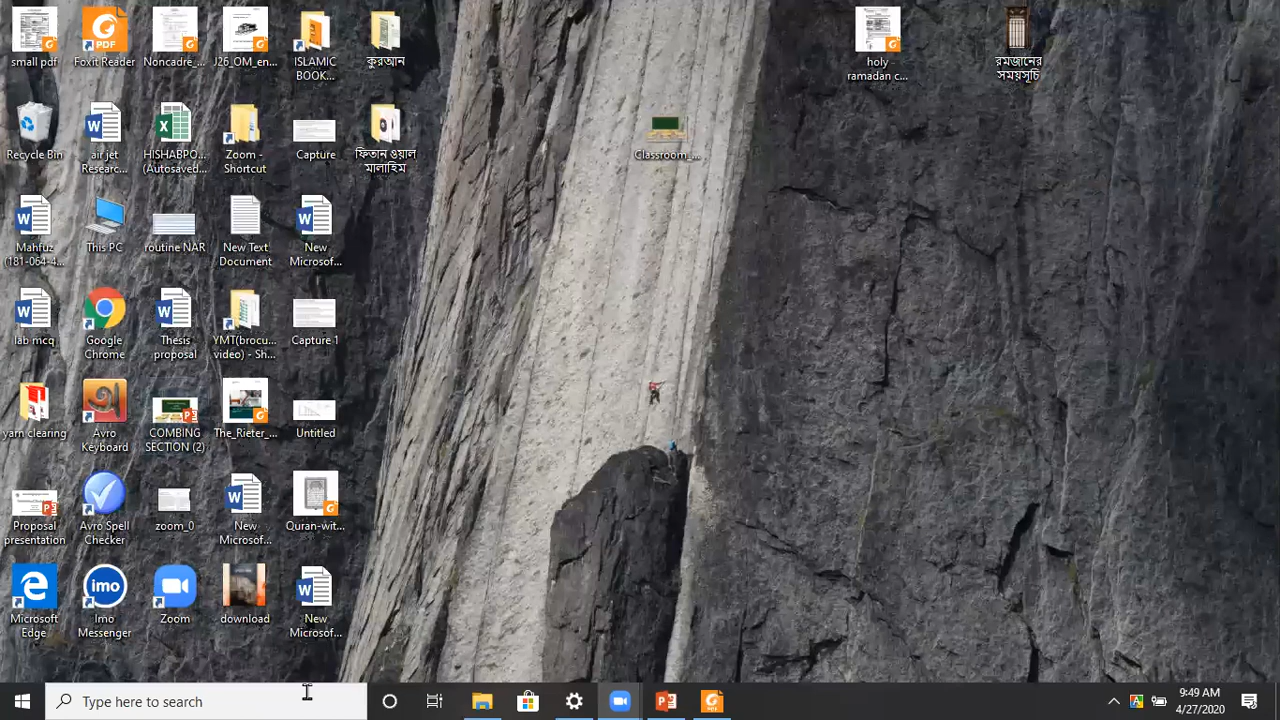 small pdf
Foxit Reader
Noncadre_...
J26_OM_en...
ISLAMIC
BOOK...
কুরআন
holy
ramadan c...
রমজানের
সময়সূচি
Recycle Bin
air jet
Researc...
HISHABPO...
(Autosaved...
Zoom -
Shortcut
Capture
ফিতান ওয়াল
মালাহিম
Classroom_...
Mahfuz
(181-064-4...
This PC
routine NAR
New Text
Document
New
Microsof...
lab mcq
Google
Chrome
Thesis
proposal
YMT(brocu...
video) - Sh...
Capture 1
yarn clearing
Avro
Keyboard
COMBING
SECTION (2)
The_Rieter_...
Untitled
Proposal
presentation
Avro Spell
Checker
zoom_0
New
Microsof...
Quran-wit...
Microsoft
Edge
imo
Imo
Messenger
Zoom
download
New
Microsof...
Type here to search
9:49 AM
4/27/2020